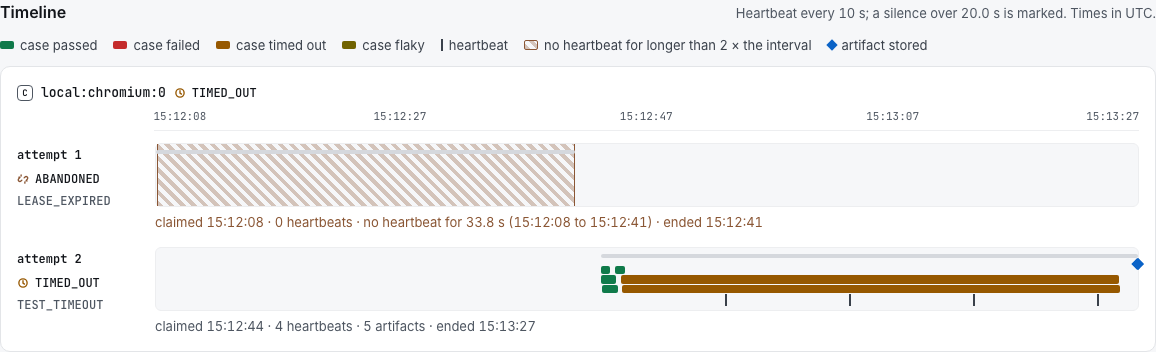 Timeline
Heartbeat every 10 s; a silence over 20.0 s is marked. Times in UTC.
case passed case failed case timed out case flaky heartbeat no heartbeat for longer than 2 × the interval artifact stored
C local:chromium:0 TIMED_OUT
15:12:08 15:12:27 15:12:47 15:13:07 15:13:27
attempt 1
ABANDONED
LEASE_EXPIRED
claimed 15:12:08 · 0 heartbeats · no heartbeat for 33.8 s (15:12:08 to 15:12:41) · ended 15:12:41
attempt 2
TIMED_OUT
TEST_TIMEOUT
claimed 15:12:44 · 4 heartbeats · 5 artifacts · ended 15:13:27